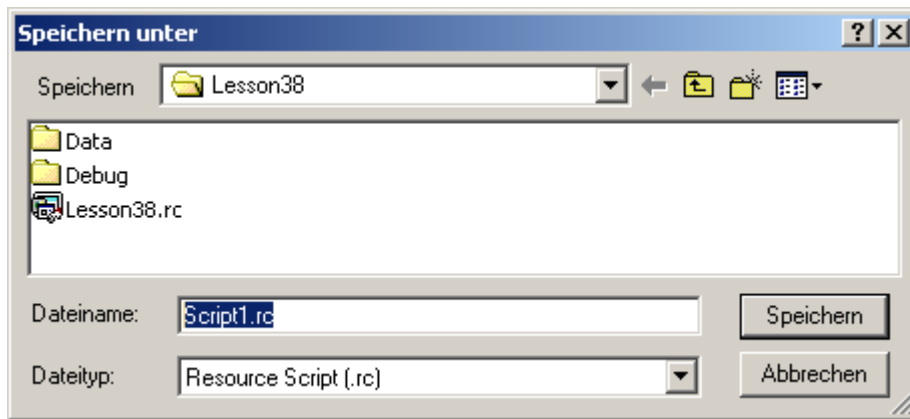 Speichern unter
Speichern Lesson38
Data
Debug
Lesson38.rc
Dateiname: Script1.rc Speichern
Dateityp: Resource Script (.rc) Abbrechen